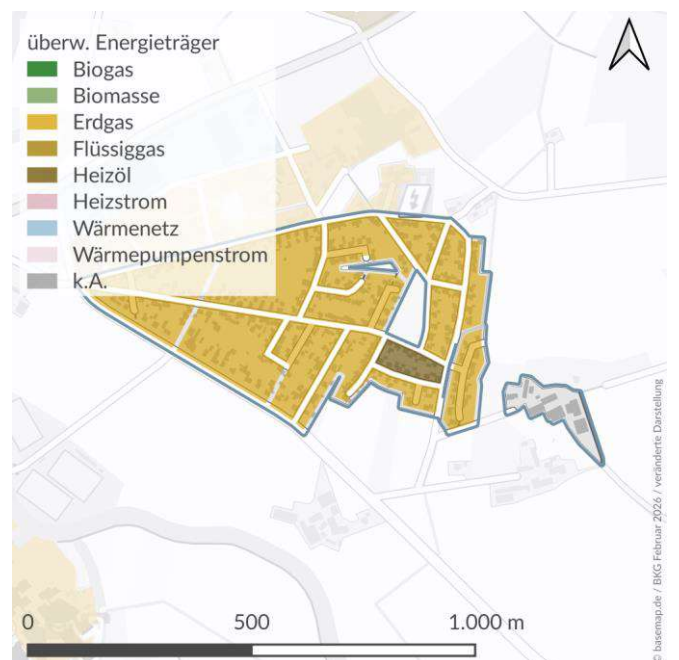 überw. Energieträger
Biogas
Biomasse
Erdgas
Flüssiggas
Heizöl
Heizstrom
Wärmenetz
Wärmepumpenstrom
k.A.
0 500 1.000 m
© basemap.de / BKG Februar 2026 / veränderte Darstellung